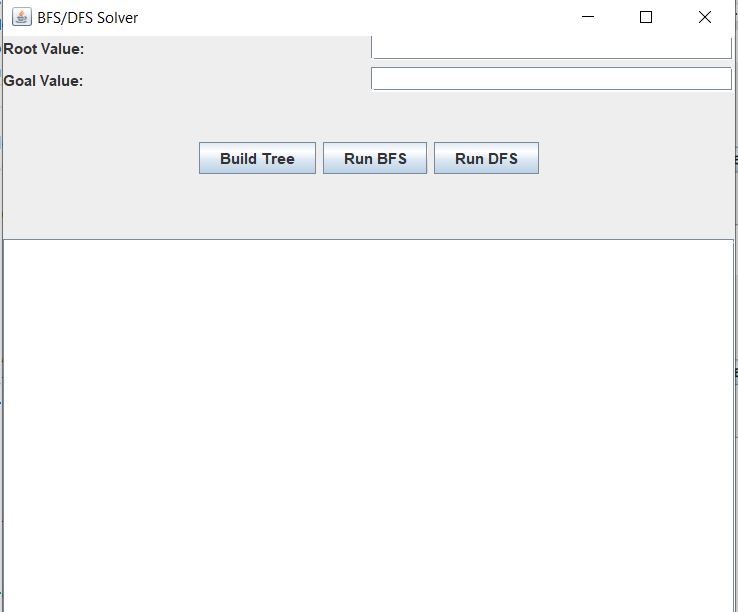 BFS/DFS Solver
Root Value:
Goal Value:
Build Tree Run BFS Run DFS